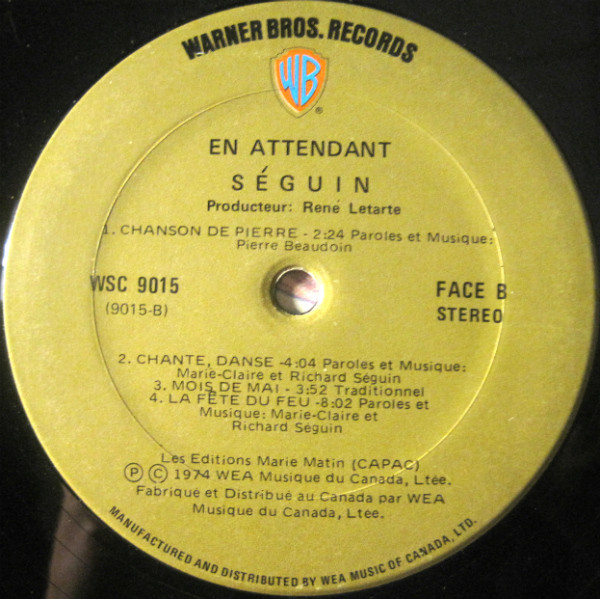 WARNER BROS. RECORDS
WB
®
EN ATTENDANT
SÉGUIN
Producteur: René Letarte
1. CHANSON DE PIERRE - 2:24 Paroles et Musique:
Pierre Beaudoin
WSC 9015
(9015-B)
FACE B
STEREO
2. CHANTE, DANSE -4:04 Paroles et Musique:
Marie-Claire et Richard Séguin
3. MOIS DE MAI - 3:52 Traditionnel
4. LA FÊTE DU FEU -8:02 Paroles et
Musique: Marie-Claire et
Richard Séguin
Les Editions Marie Matin (CAPAC)
Ⓟ Ⓒ 1974 WEA Musique du Canada, Ltée.
Fabriqué et Distribué au Canada par WEA
Musique du Canada, Ltée.
MANUFACTURED AND DISTRIBUTED BY WEA MUSIC OF CANADA, LTD.